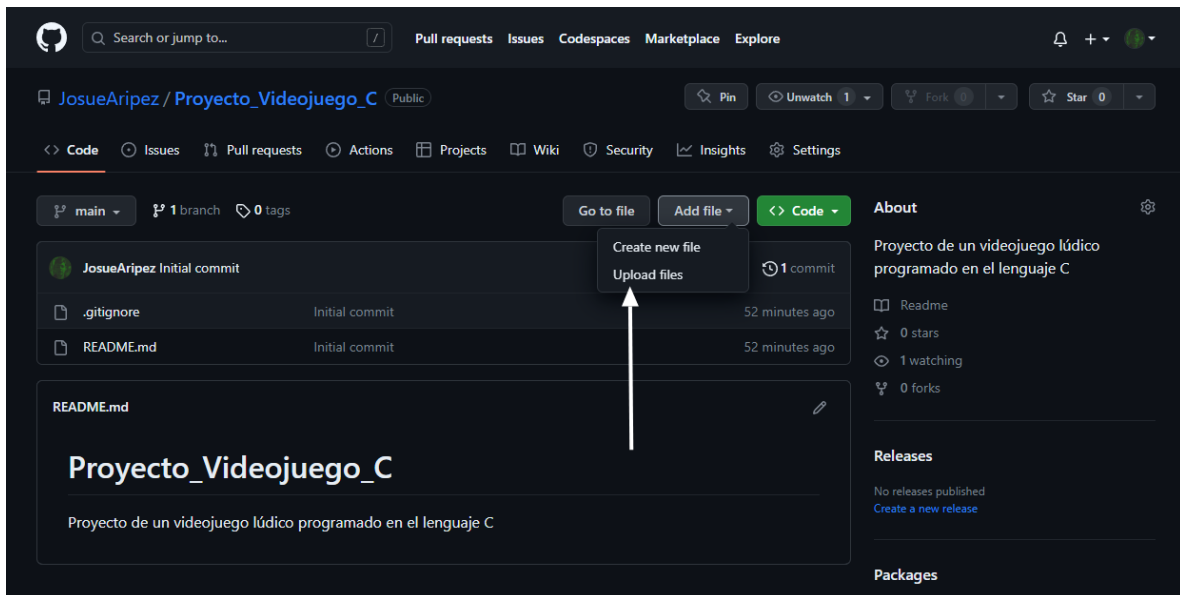 Search or jump to... / Pull requests Issues Codespaces Marketplace Explore
JosueAripez / Proyecto_Videojuego_C Public Pin Unwatch 1 Fork 0 Star 0
Code Issues Pull requests Actions Projects Wiki Security Insights Settings
main 1 branch 0 tags Go to file Add file Code
Create new file
Upload files
JosueAripez Initial commit 1 commit
.gitignore Initial commit 52 minutes ago
README.md Initial commit 52 minutes ago
README.md
Proyecto_Videojuego_C
Proyecto de un videojuego lúdico programado en el lenguaje C
About
Proyecto de un videojuego lúdico
programado en el lenguaje C
Readme
0 stars
1 watching
0 forks
Releases
No releases published
Create a new release
Packages